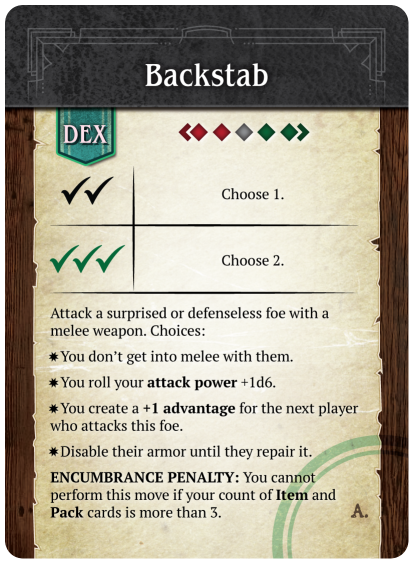 Backstab
DEX
Choose 1.
Choose 2.
Attack a surprised or defenseless foe with a
melee weapon. Choices:
✷You don’t get into melee with them.
✷You roll your attack power +1d6.
✷You create a +1 advantage for the next player
who attacks this foe.
✷Disable their armor until they repair it.
ENCUMBRANCE PENALTY: You cannot
perform this move if your count of Item and
Pack cards is more than 3.
A.